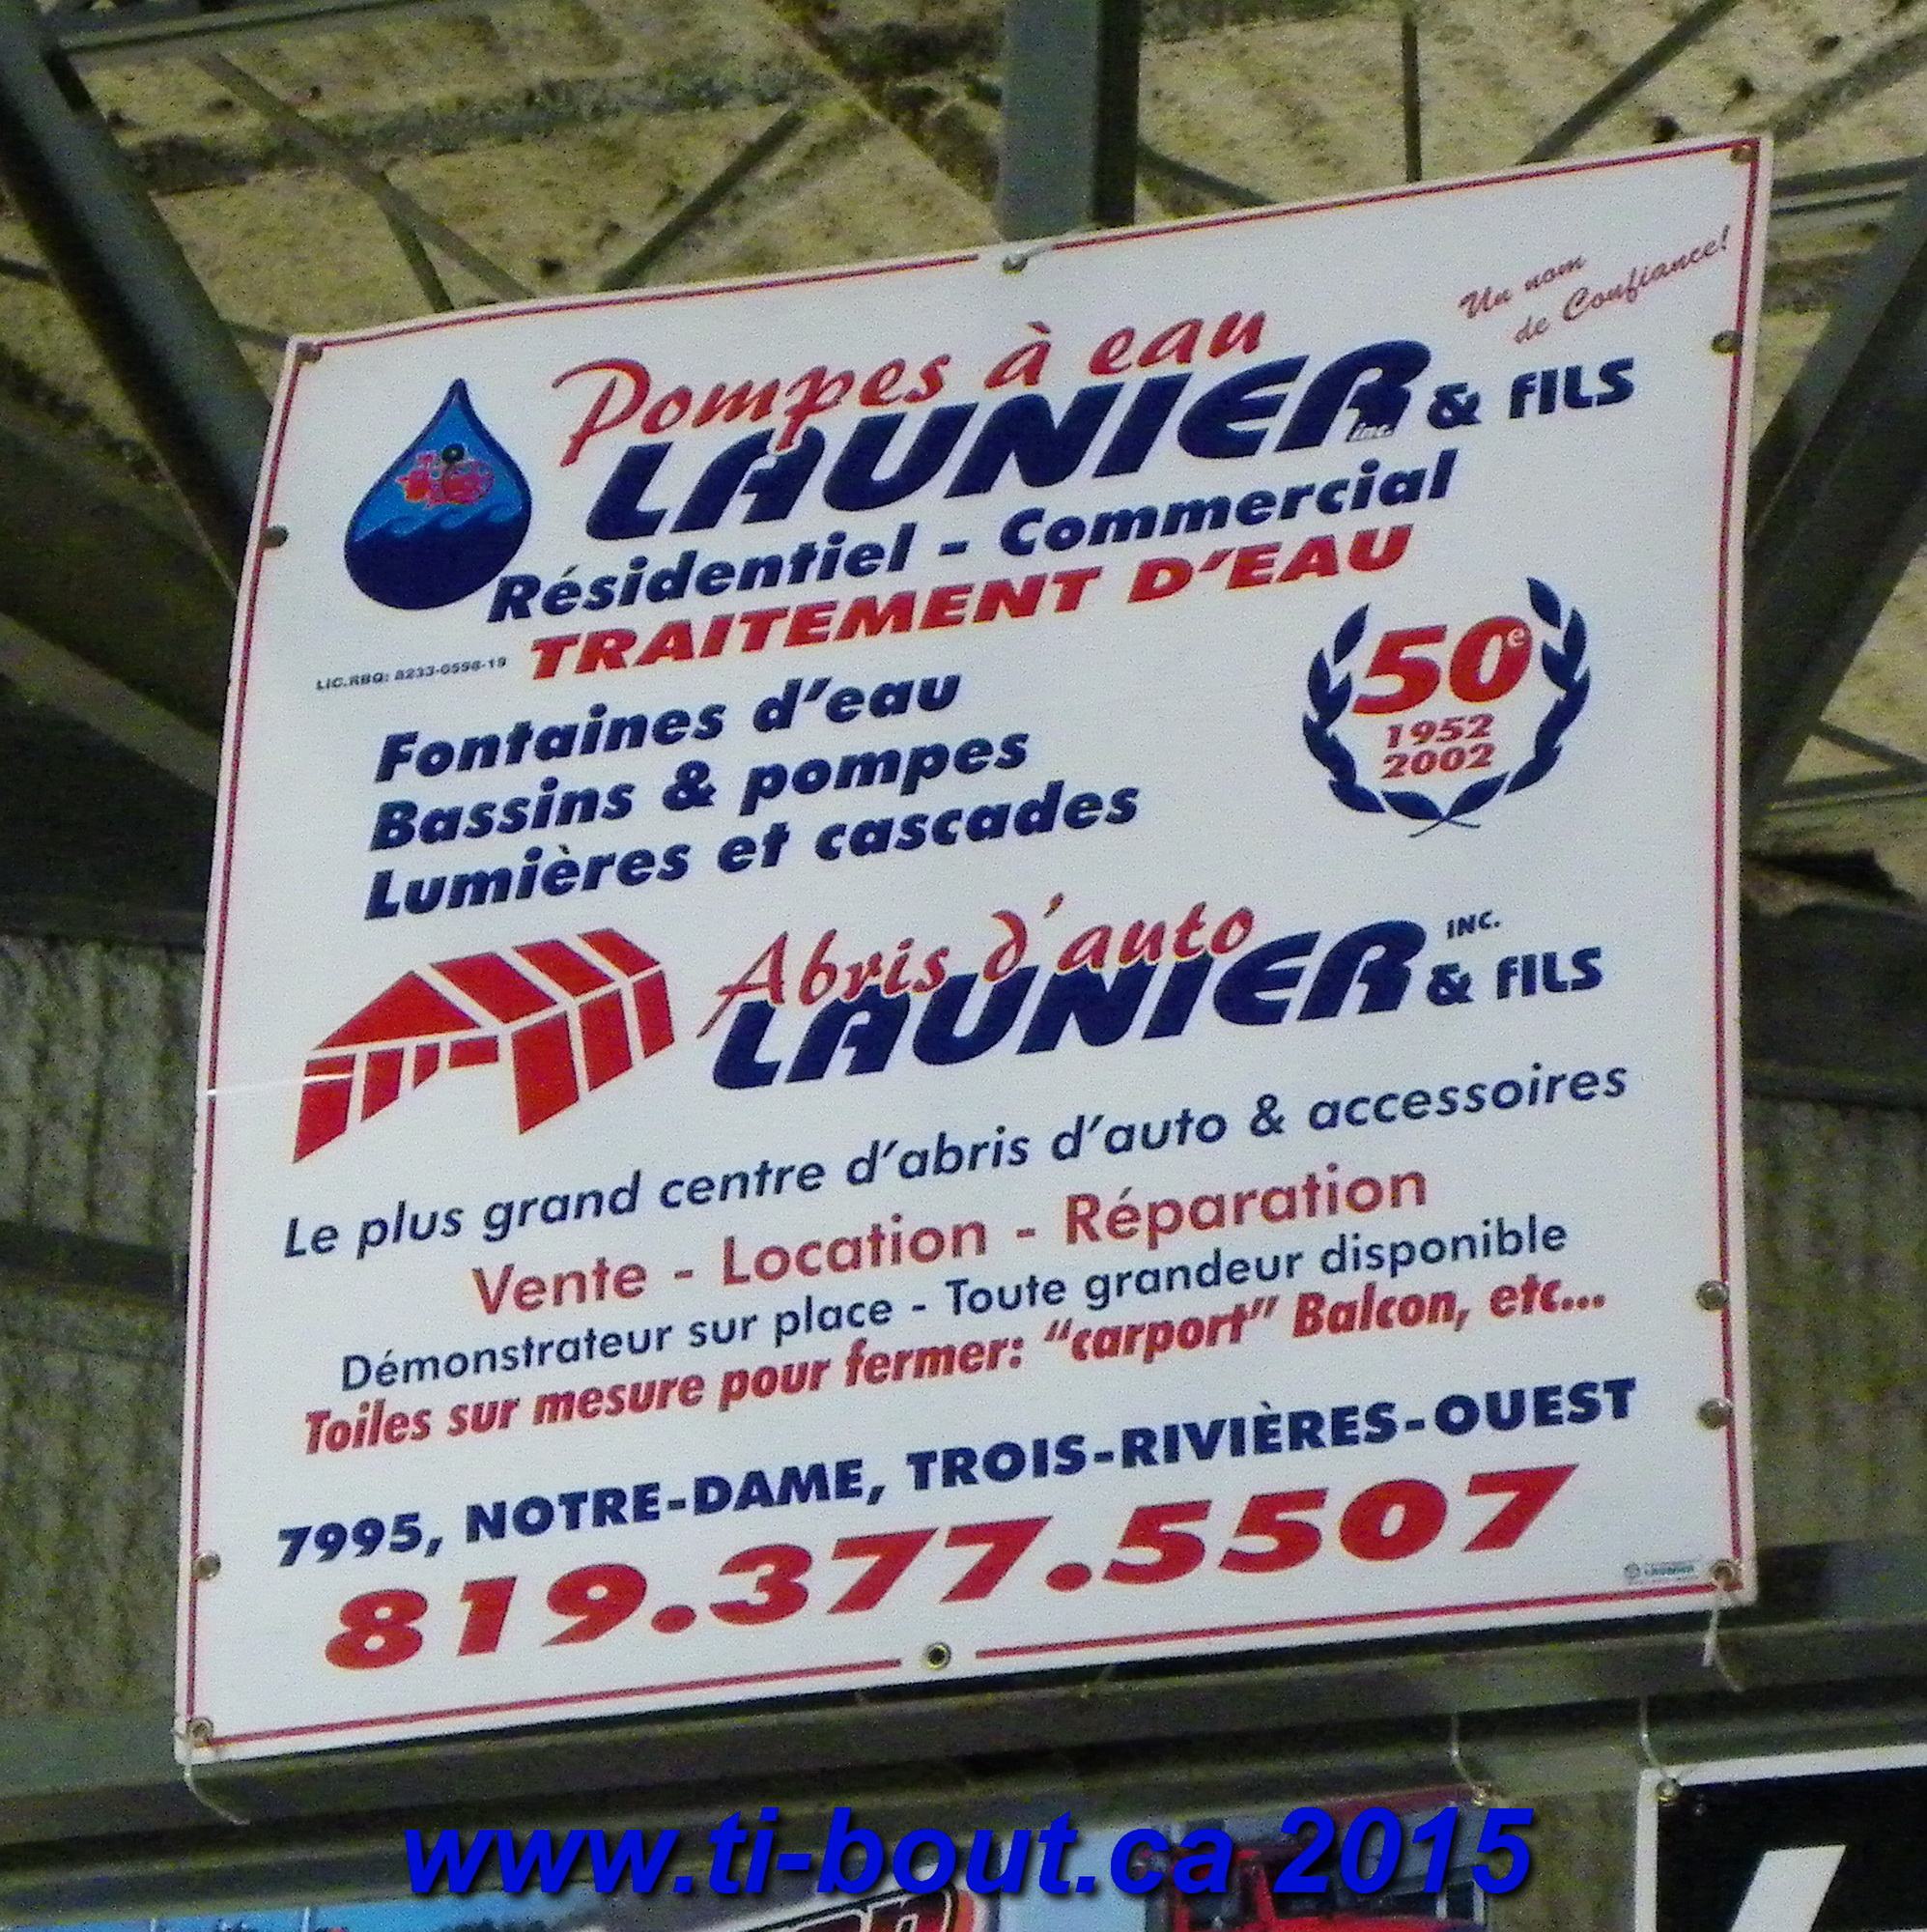 Un nom
de Confiance!
Pompes à eau
LAUNIER inc. & FILS
Résidentiel - Commercial
TRAITEMENT D'EAU
LIC.RBQ: 8233-0598-19
50e
1952
2002
Fontaines d'eau
Bassins & pompes
Lumières et cascades
Abris d'auto
LAUNIER & FILS INC.
Le plus grand centre d'abris d'auto & accessoires
Vente - Location - Réparation
Démonstrateur sur place - Toute grandeur disponible
Toiles sur mesure pour fermer: "carport" Balcon, etc...
7995, NOTRE-DAME, TROIS-RIVIÈRES-OUEST
819.377.5507
LAUNIER
www.ti-bout.ca 2015